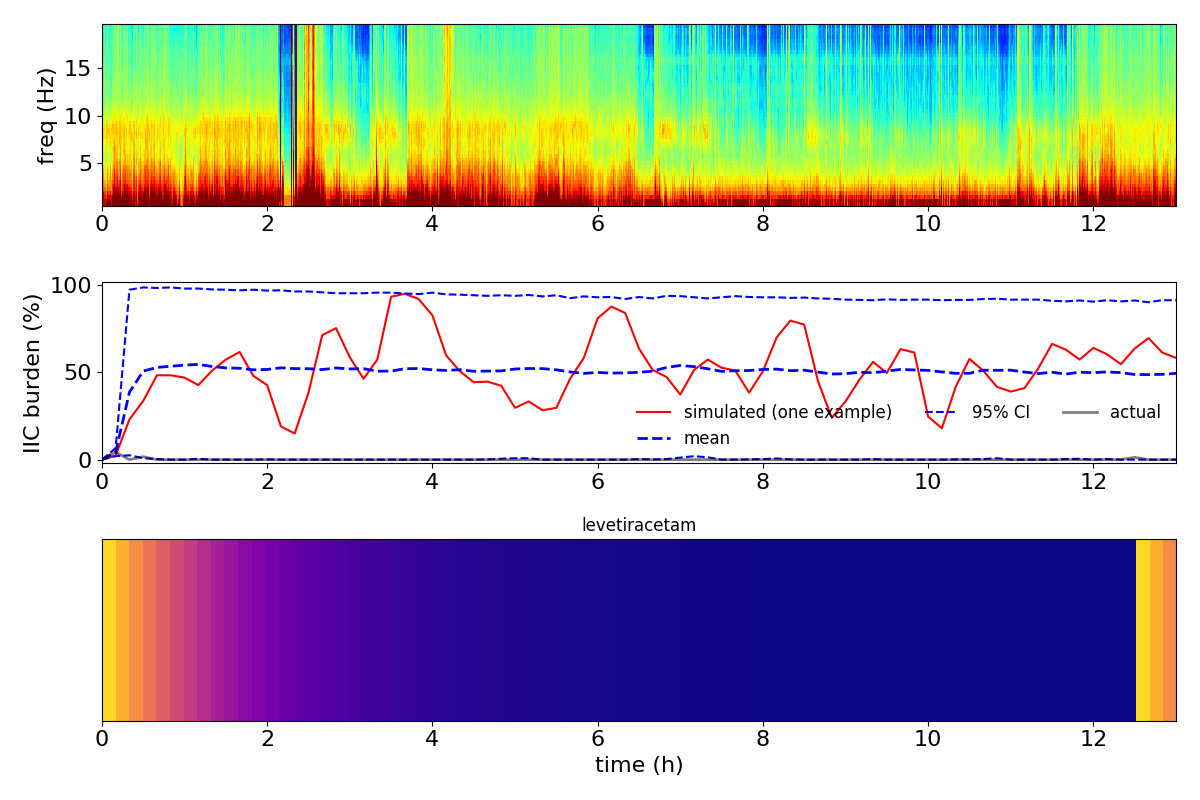 15
10
5
freq (Hz)
0 2 4 6 8 10 12
100
50
0
IIC burden (%)
simulated (one example) 95% CI actual
mean
0 2 4 6 8 10 12
levetiracetam
0 2 4 6 8 10 12
time (h)